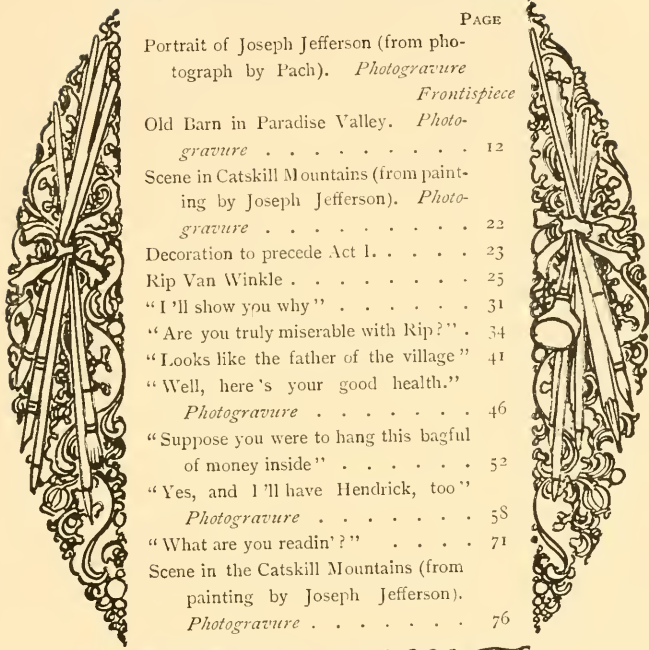 PAGE
Portrait of Joseph Jefferson (from pho-
tograph by Pach). Photogravure
Frontispiece
Old Barn in Paradise Valley. Photo-
gravure . . . . . . . . . 12
Scene in Catskill Mountains (from paint-
ing by Joseph Jefferson). Photo-
gravure . . . . . . . . . 22
Decoration to precede Act I. . . . . 23
Rip Van Winkle . . . . . . . . 25
"I 'll show you why" . . . . . . 31
"Are you truly miserable with Rip?" . 34
"Looks like the father of the village" 41
"Well, here 's your good health."
Photogravure . . . . . . . 46
"Suppose you were to hang this bagful
of money inside" . . . . . . 52
"Yes, and I 'll have Hendrick, too"
Photogravure . . . . . . . 58
"What are you readin' ?" . . . . 71
Scene in the Catskill Mountains (from
painting by Joseph Jefferson).
Photogravure . . . . . . . 76